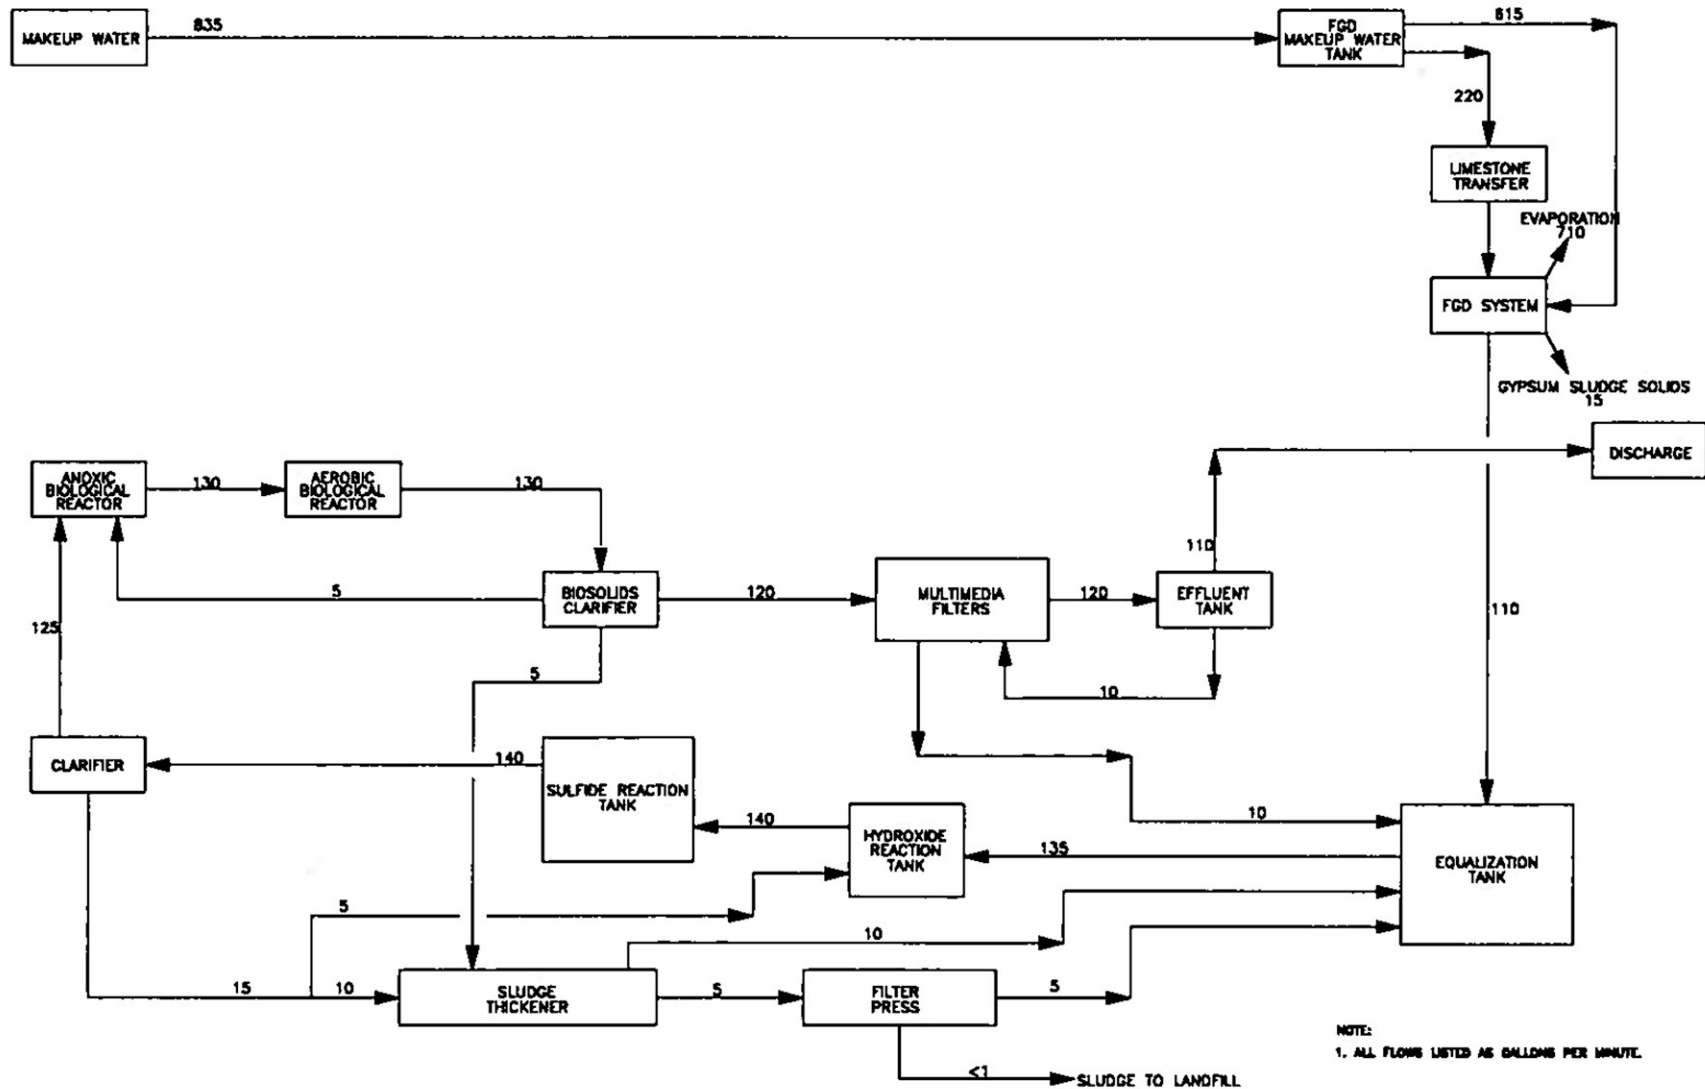 MAKEUP WATER
835
FGD
MAKEUP WATER
TANK
615
220
LIMESTONE
TRANSFER
EVAPORATION
710
FGD SYSTEM
GYPSUM SLUDGE SOLIDS
15
DISCHARGE
ANOXIC
BIOLOGICAL
REACTOR
130
AEROBIC
BIOLOGICAL
REACTOR
130
110
5
BIOSOLIDS
CLARIFIER
120
MULTIMEDIA
FILTERS
120
EFFLUENT
TANK
110
125
5
10
CLARIFIER
140
SULFIDE REACTION
TANK
140
HYDROXIDE
REACTION
TANK
10
135
EQUALIZATION
TANK
5
10
15
10
SLUDGE
THICKENER
5
FILTER
PRESS
5
<1
SLUDGE TO LANDFILL
NOTE:
1. ALL FLOWS LISTED AS GALLONS PER MINUTE.